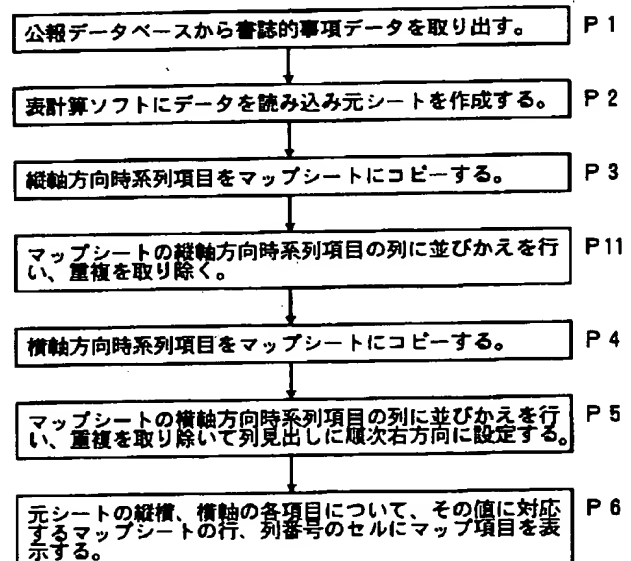 公報データベースから書誌的事項データを取り出す。 P 1
表計算ソフトにデータを読み込み元シートを作成する。 P 2
縦軸方向時系列項目をマップシートにコピーする。 P 3
マップシートの縦軸方向時系列項目の列に並びかえを行
い、重複を取り除く。 P 11
横軸方向時系列項目をマップシートにコピーする。 P 4
マップシートの横軸方向時系列項目の列に並びかえを行
い、重複を取り除いて列見出しに順次右方向に設定する。 P 5
元シートの縦横、横軸の各項目について、その値に対応
するマップシートの行、列番号のセルにマップ項目を表
示する。 P 6